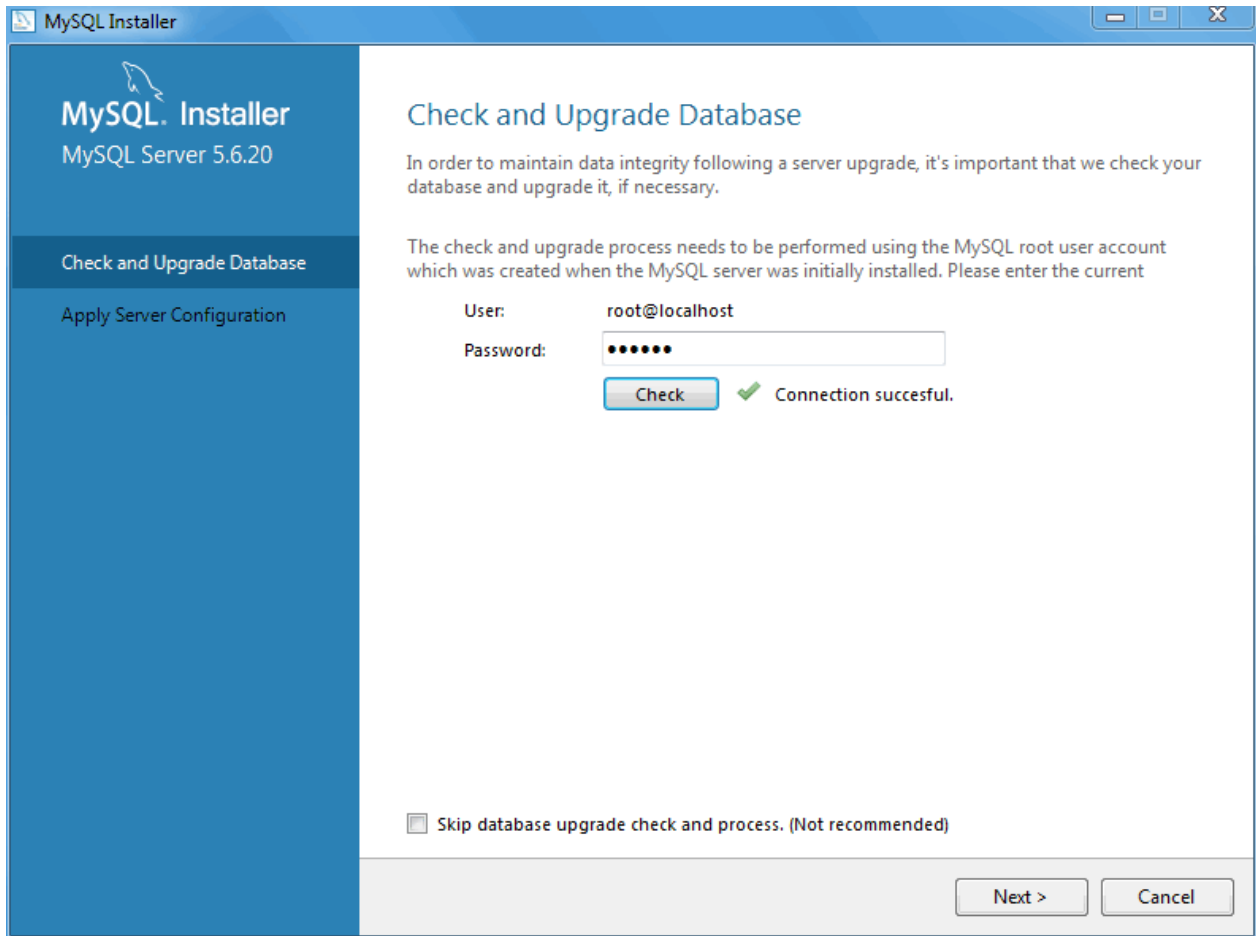 MySQL Installer
MySQL. Installer
MySQL Server 5.6.20
Check and Upgrade Database
Apply Server Configuration
Check and Upgrade Database
In order to maintain data integrity following a server upgrade, it's important that we check your
database and upgrade it, if necessary.
The check and upgrade process needs to be performed using the MySQL root user account
which was created when the MySQL server was initially installed. Please enter the current
User: root@localhost
Password: ••••••
Check Connection succesful.
Skip database upgrade check and process. (Not recommended)
Next > Cancel